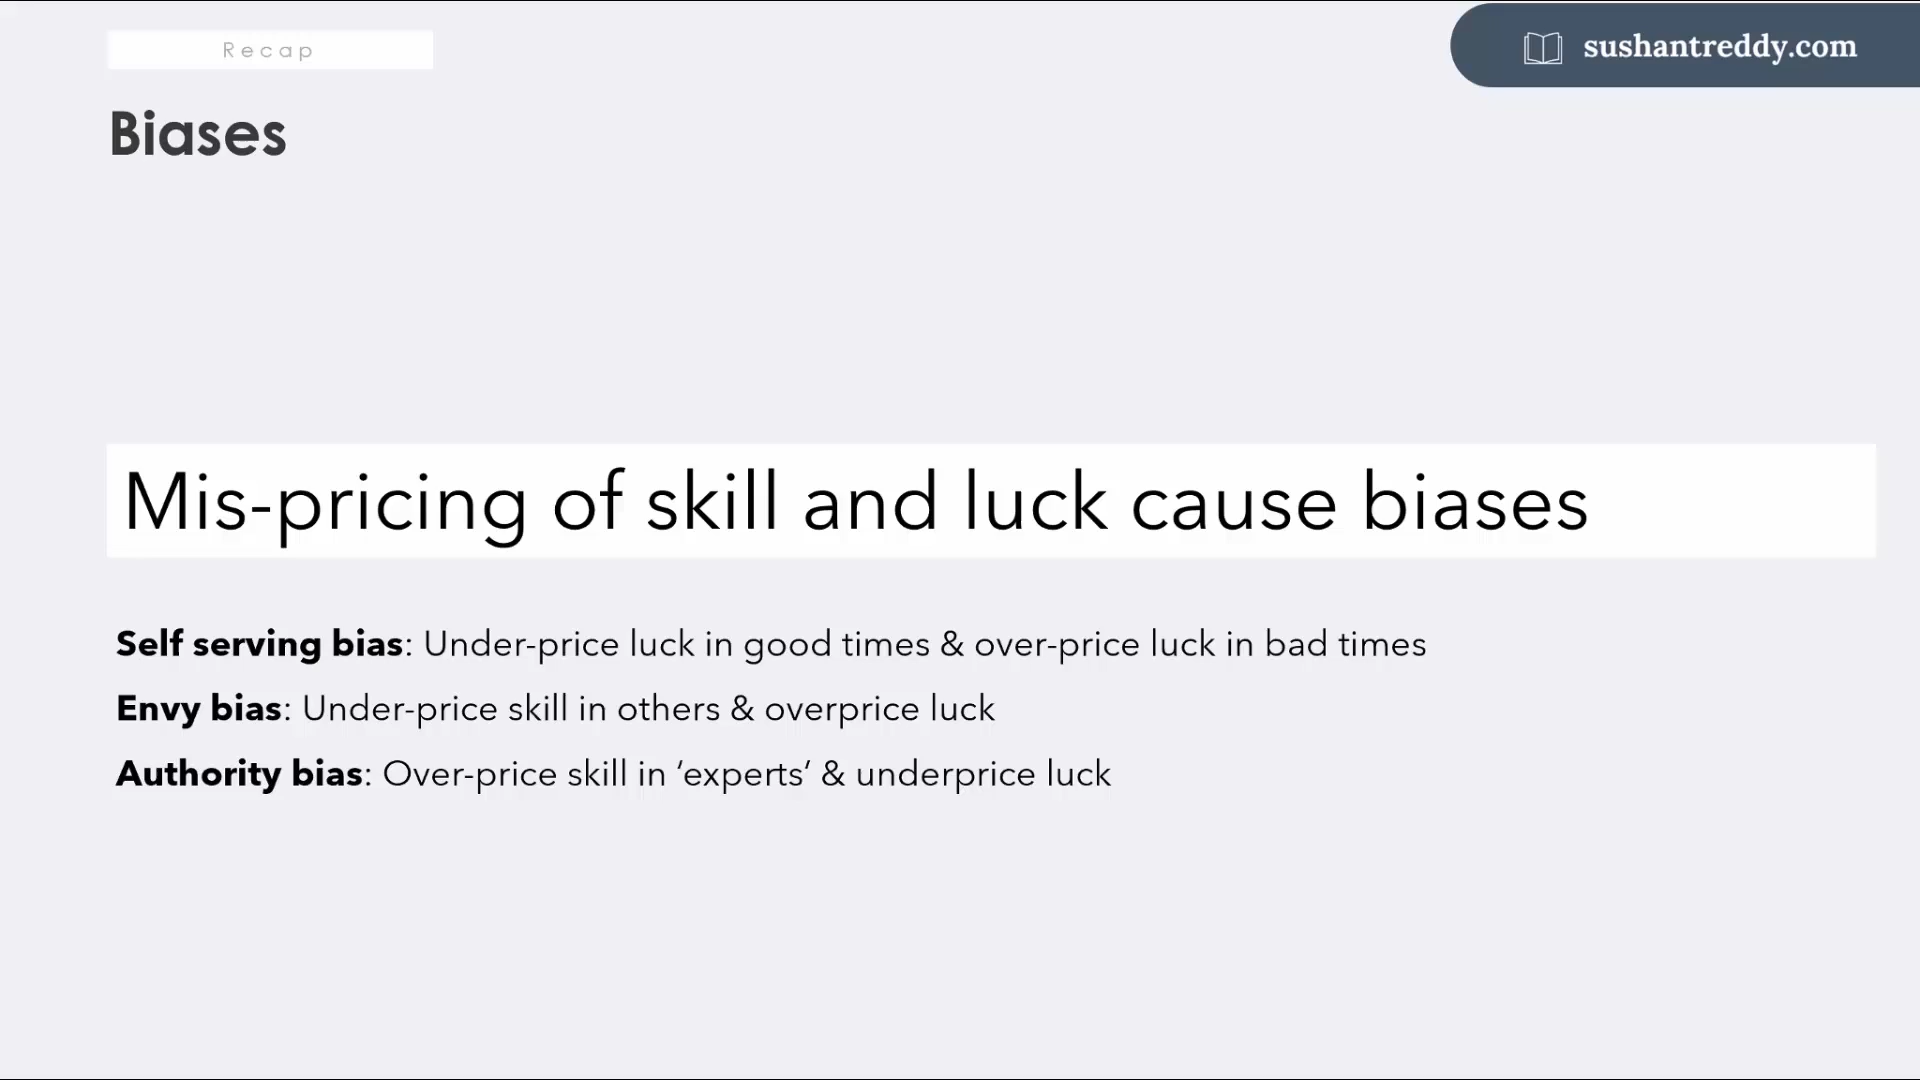 Recap
sushantreddy.com
Biases
Mis-pricing of skill and luck cause biases
Self serving bias: Under-price luck in good times & over-price luck in bad times
Envy bias: Under-price skill in others & overprice luck
Authority bias: Over-price skill in ‘experts’ & underprice luck